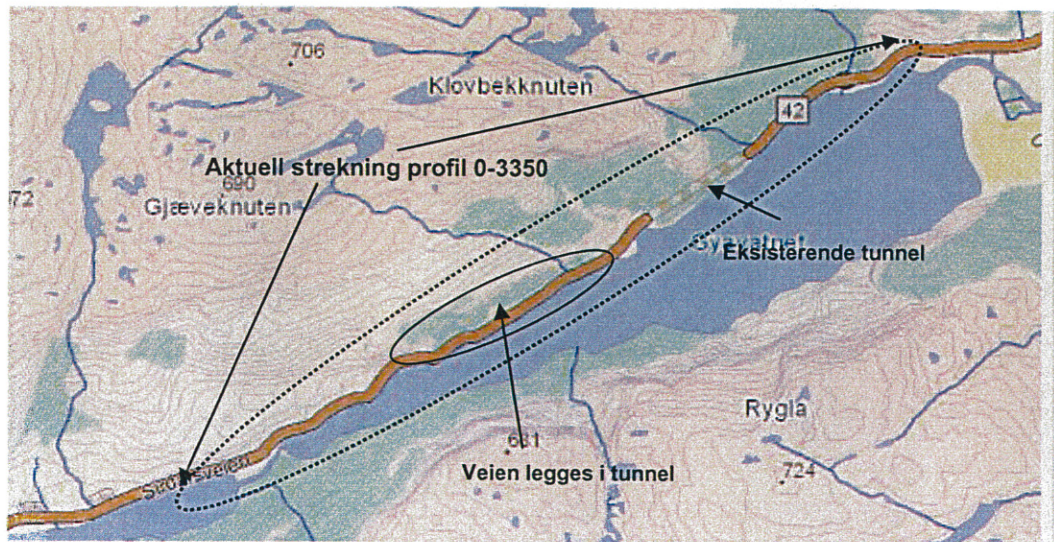 706
Klovbekknuten
42
Aktuell strekning profil 0-3350
690
72
Gjæveknuten
Eksisterende tunnel
Rygla
Veien legges i tunnel
724